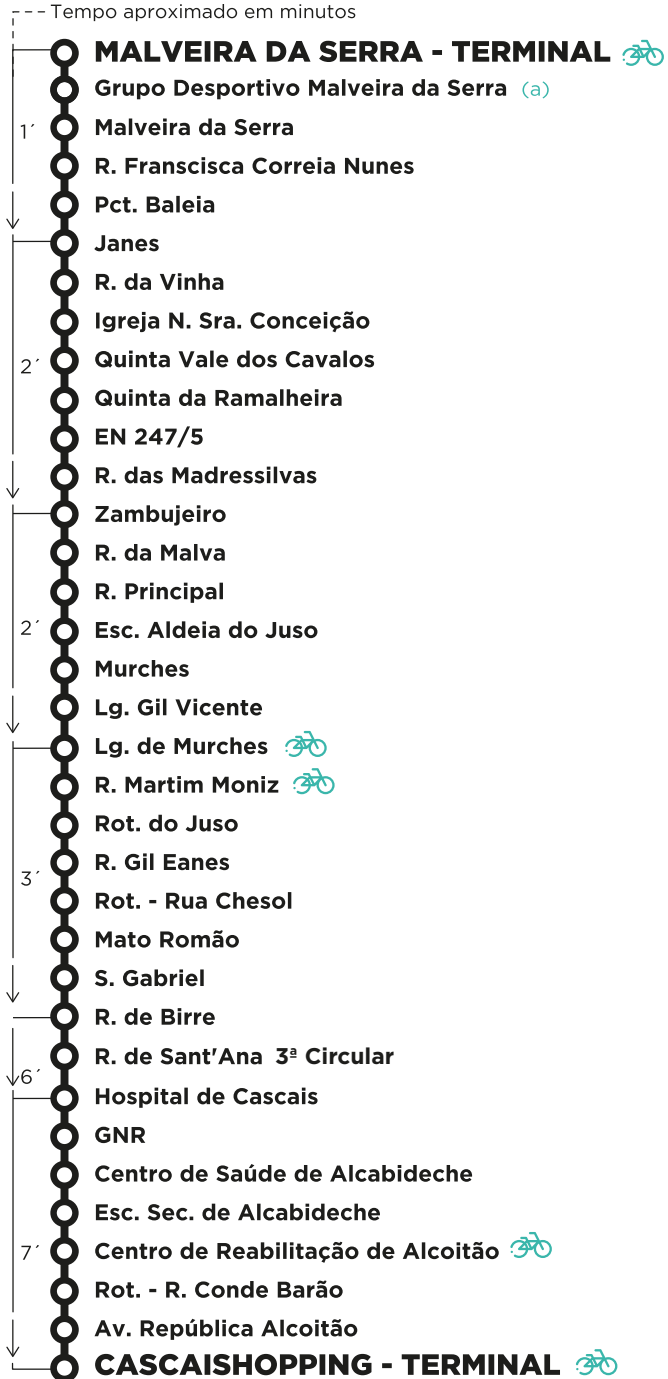 Tempo aproximado em minutos
MALVEIRA DA SERRA - TERMINAL
Grupo Desportivo Malveira da Serra (a)
1´ Malveira da Serra
R. Franscisca Correia Nunes
Pct. Baleia
Janes
R. da Vinha
Igreja N. Sra. Conceição
2´ Quinta Vale dos Cavalos
Quinta da Ramalheira
EN 247/5
R. das Madressilvas
Zambujeiro
R. da Malva
R. Principal
2´ Esc. Aldeia do Juso
Murches
Lg. Gil Vicente
Lg. de Murches
R. Martim Moniz
Rot. do Juso
R. Gil Eanes
3´
Rot. - Rua Chesol
Mato Romão
S. Gabriel
R. de Birre
R. de Sant'Ana 3ª Circular
6´
Hospital de Cascais
GNR
Centro de Saúde de Alcabideche
Esc. Sec. de Alcabideche
7´ Centro de Reabilitação de Alcoitão
Rot. - R. Conde Barão
Av. República Alcoitão
CASCAISHOPPING - TERMINAL